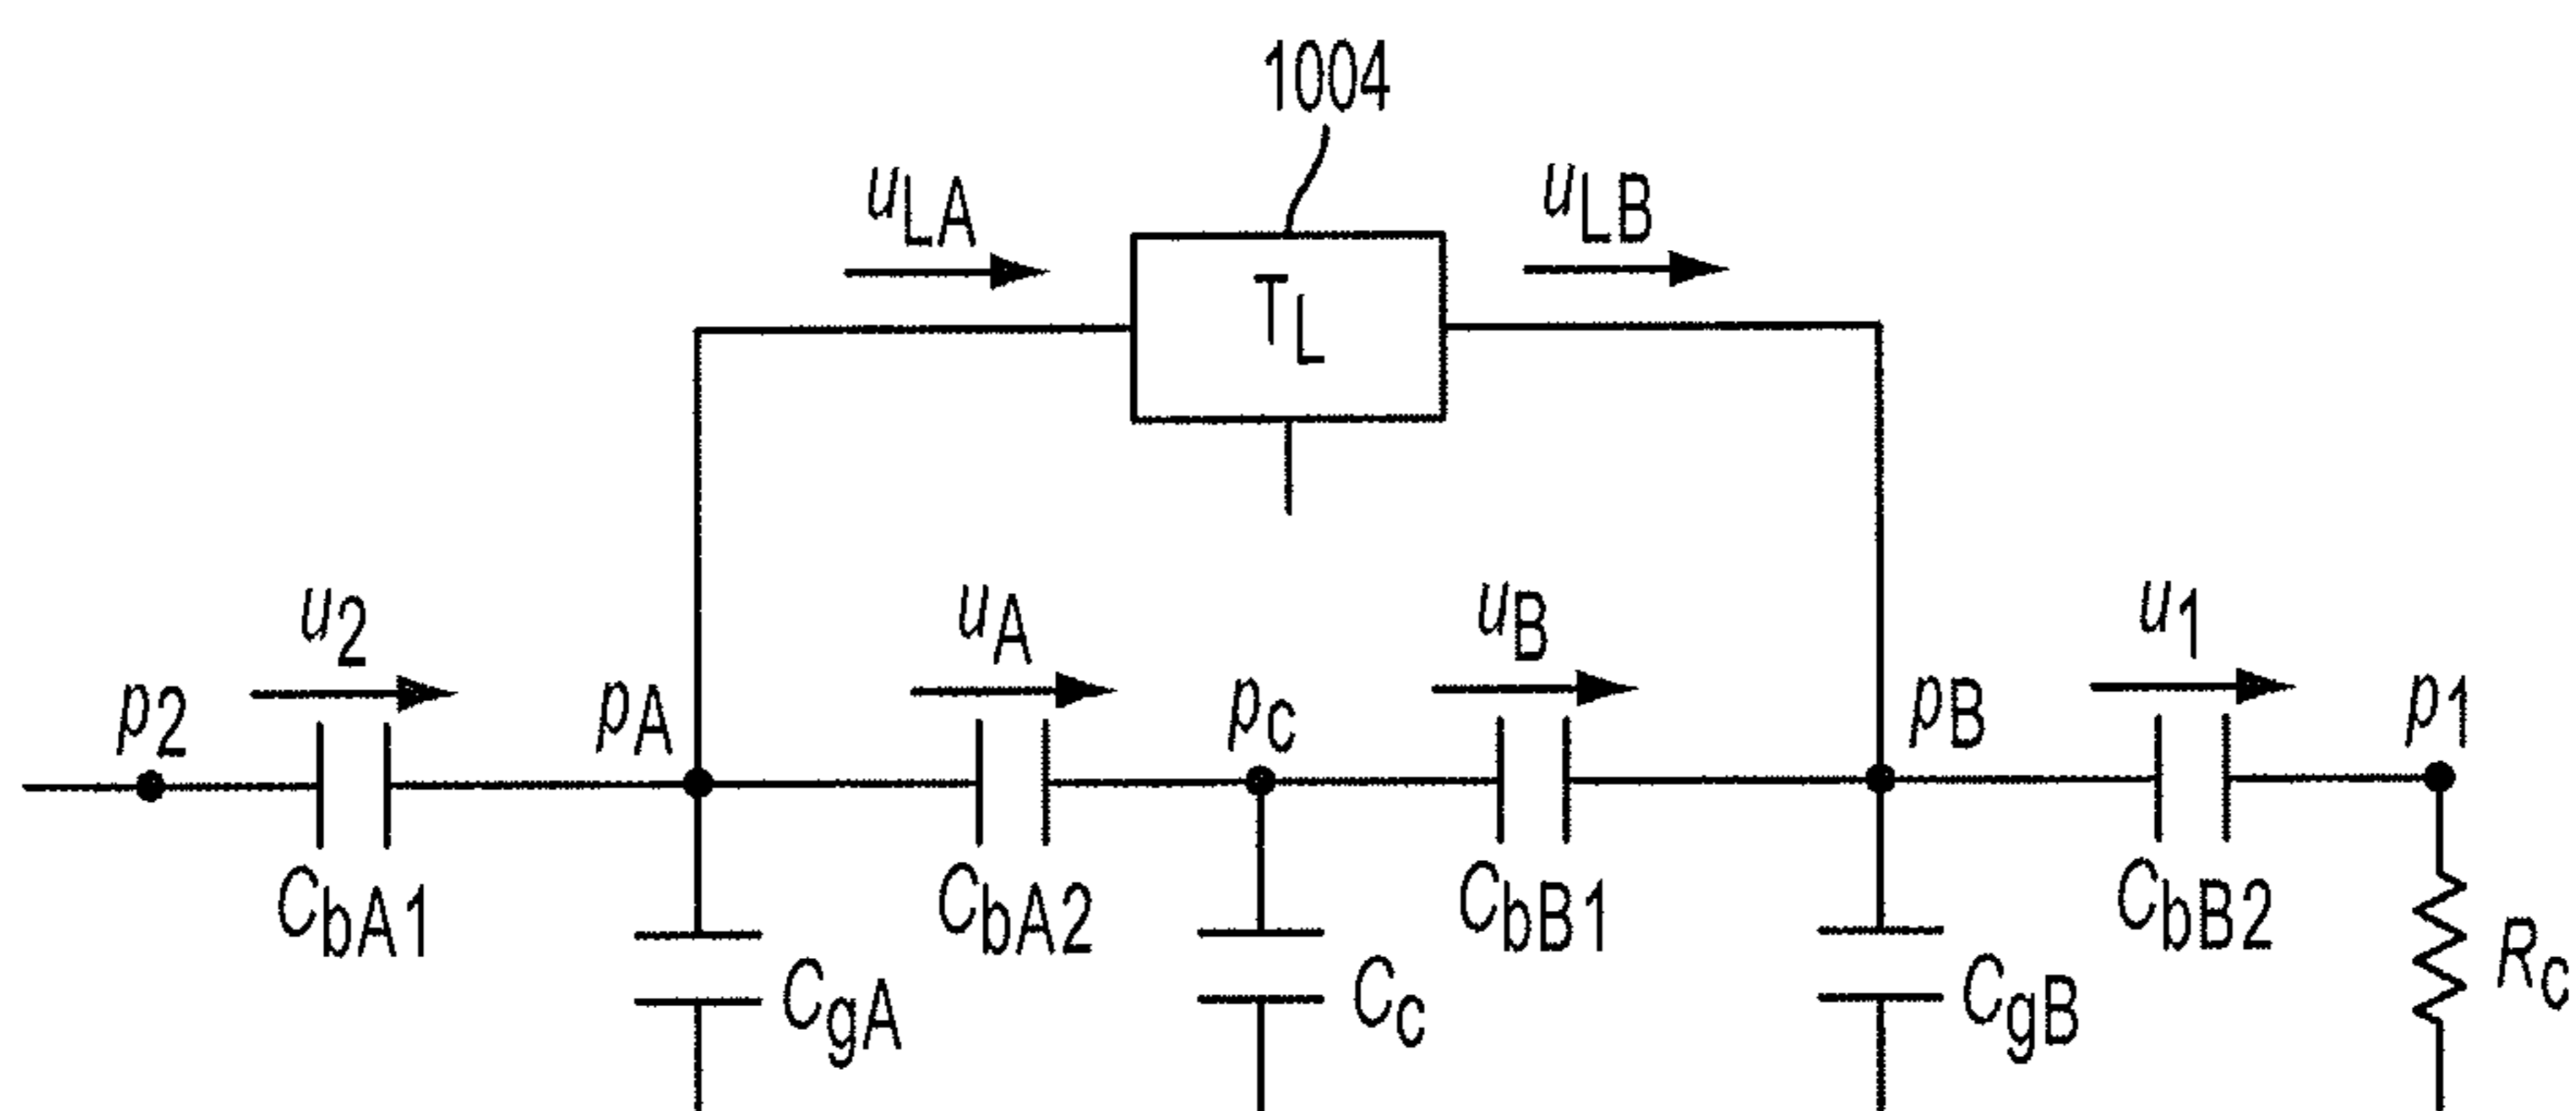 1004
uLA
uLB
TL
u2
uA
uB
u1
p2
pA
pc
pB
p1
CbA1
CbA2
CbB1
CbB2
CgA
Cc
CgB
Rc